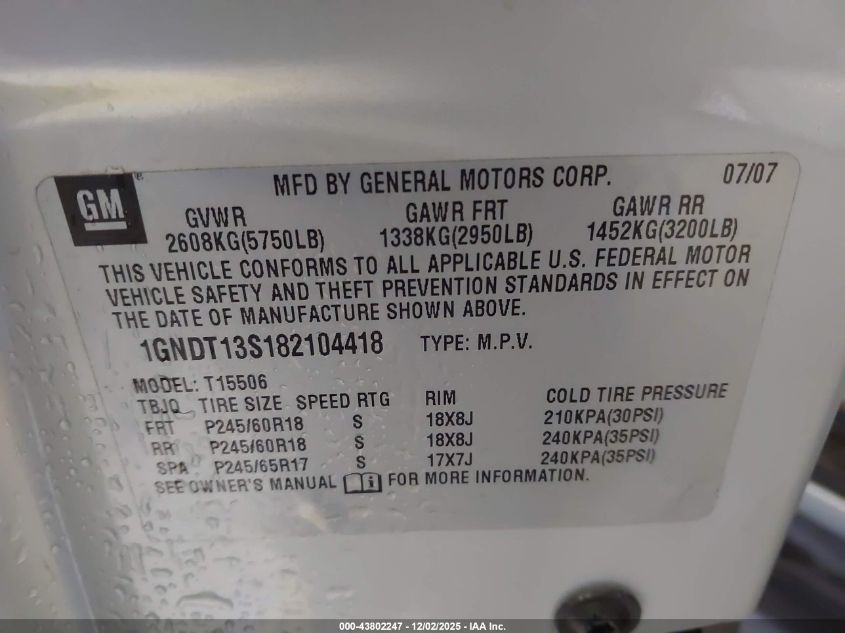 GM
MFD BY GENERAL MOTORS CORP. 07/07
GVWR GAWR FRT GAWR RR
2608KG(5750LB) 1338KG(2950LB) 1452KG(3200LB)
THIS VEHICLE CONFORMS TO ALL APPLICABLE U.S. FEDERAL MOTOR
VEHICLE SAFETY AND THEFT PREVENTION STANDARDS IN EFFECT ON
THE DATE OF MANUFACTURE SHOWN ABOVE.
1GNDT13S182104418 TYPE: M.P.V.
MODEL: T15506
TBJQ TIRE SIZE SPEED RTG RIM COLD TIRE PRESSURE
FRT P245/60R18 S 18X8J 210KPA(30PSI)
RR P245/60R18 S 18X8J 240KPA(35PSI)
SPA P245/65R17 S 17X7J 240KPA(35PSI)
SEE OWNER'S MANUAL i FOR MORE INFORMATION.
000-43802247 - 12/02/2025 - IAA Inc.